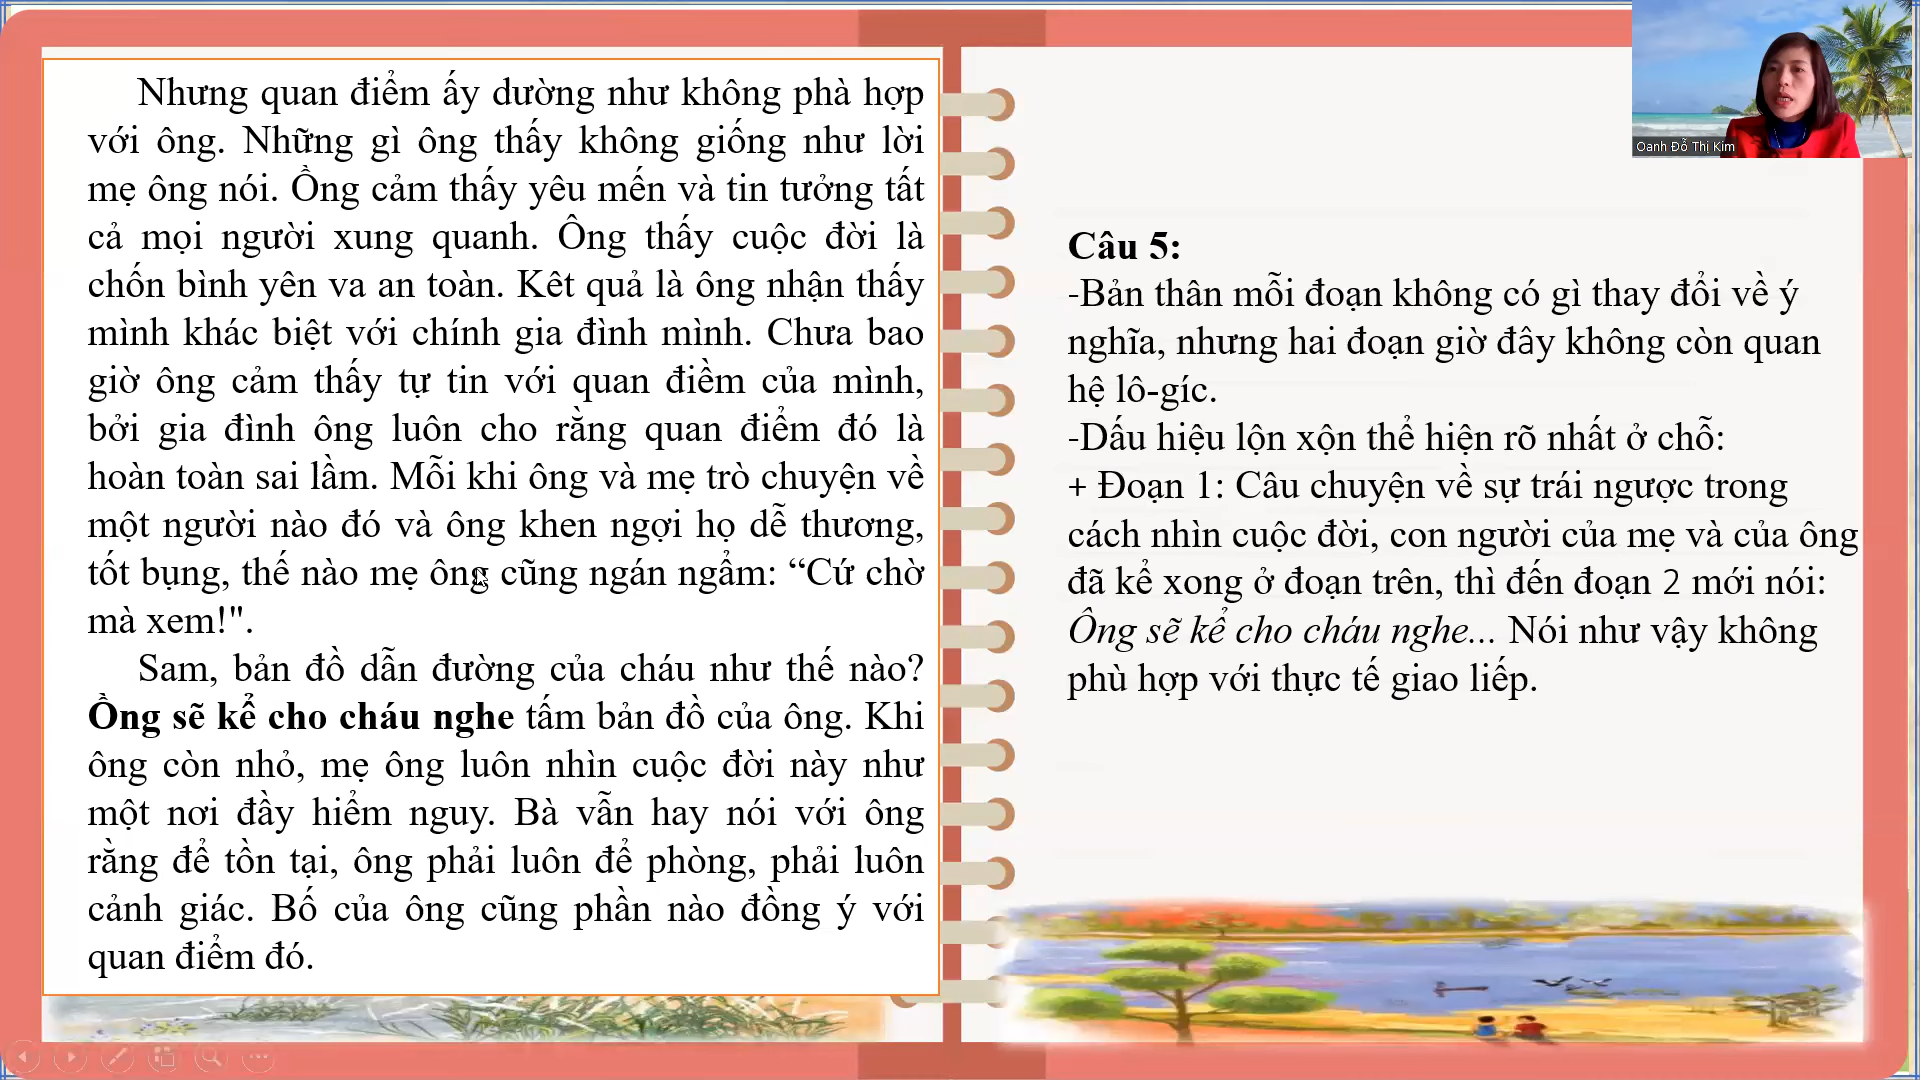 Nhưng quan điểm ấy dường như không phà hợp
với ông. Những gì ông thấy không giống như lời
mẹ ông nói. Ồng cảm thấy yêu mến và tin tưởng tất
cả mọi người xung quanh. Ông thấy cuộc đời là
chốn bình yên va an toàn. Kêt quả là ông nhận thấy
mình khác biệt với chính gia đình mình. Chưa bao
giờ ông cảm thấy tự tin với quan điềm của mình,
bởi gia đình ông luôn cho rằng quan điểm đó là
hoàn toàn sai lầm. Mỗi khi ông và mẹ trò chuyện về
một người nào đó và ông khen ngợi họ dễ thương,
tốt bụng, thế nào mẹ ông cũng ngán ngẩm: “Cứ chờ
mà xem!".
Sam, bản đồ dẫn đường của cháu như thế nào?
Ồng sẽ kể cho cháu nghe tấm bản đồ của ông. Khi
ông còn nhỏ, mẹ ông luôn nhìn cuộc đời này như
một nơi đầy hiểm nguy. Bà vẫn hay nói với ông
rằng để tồn tại, ông phải luôn để phòng, phải luôn
cảnh giác. Bố của ông cũng phần nào đồng ý với
quan điểm đó.
Câu 5:
-Bản thân mỗi đoạn không có gì thay đổi về ý
nghĩa, nhưng hai đoạn giờ đây không còn quan
hệ lô-gíc.
-Dấu hiệu lộn xộn thể hiện rõ nhất ở chỗ:
+ Đoạn 1: Câu chuyện về sự trái ngược trong
cách nhìn cuộc đời, con người của mẹ và của ông
đã kể xong ở đoạn trên, thì đến đoạn 2 mới nói:
Ông sẽ kể cho cháu nghe... Nói như vậy không
phù hợp với thực tế giao liếp.
Oanh Đỗ Thị Kim